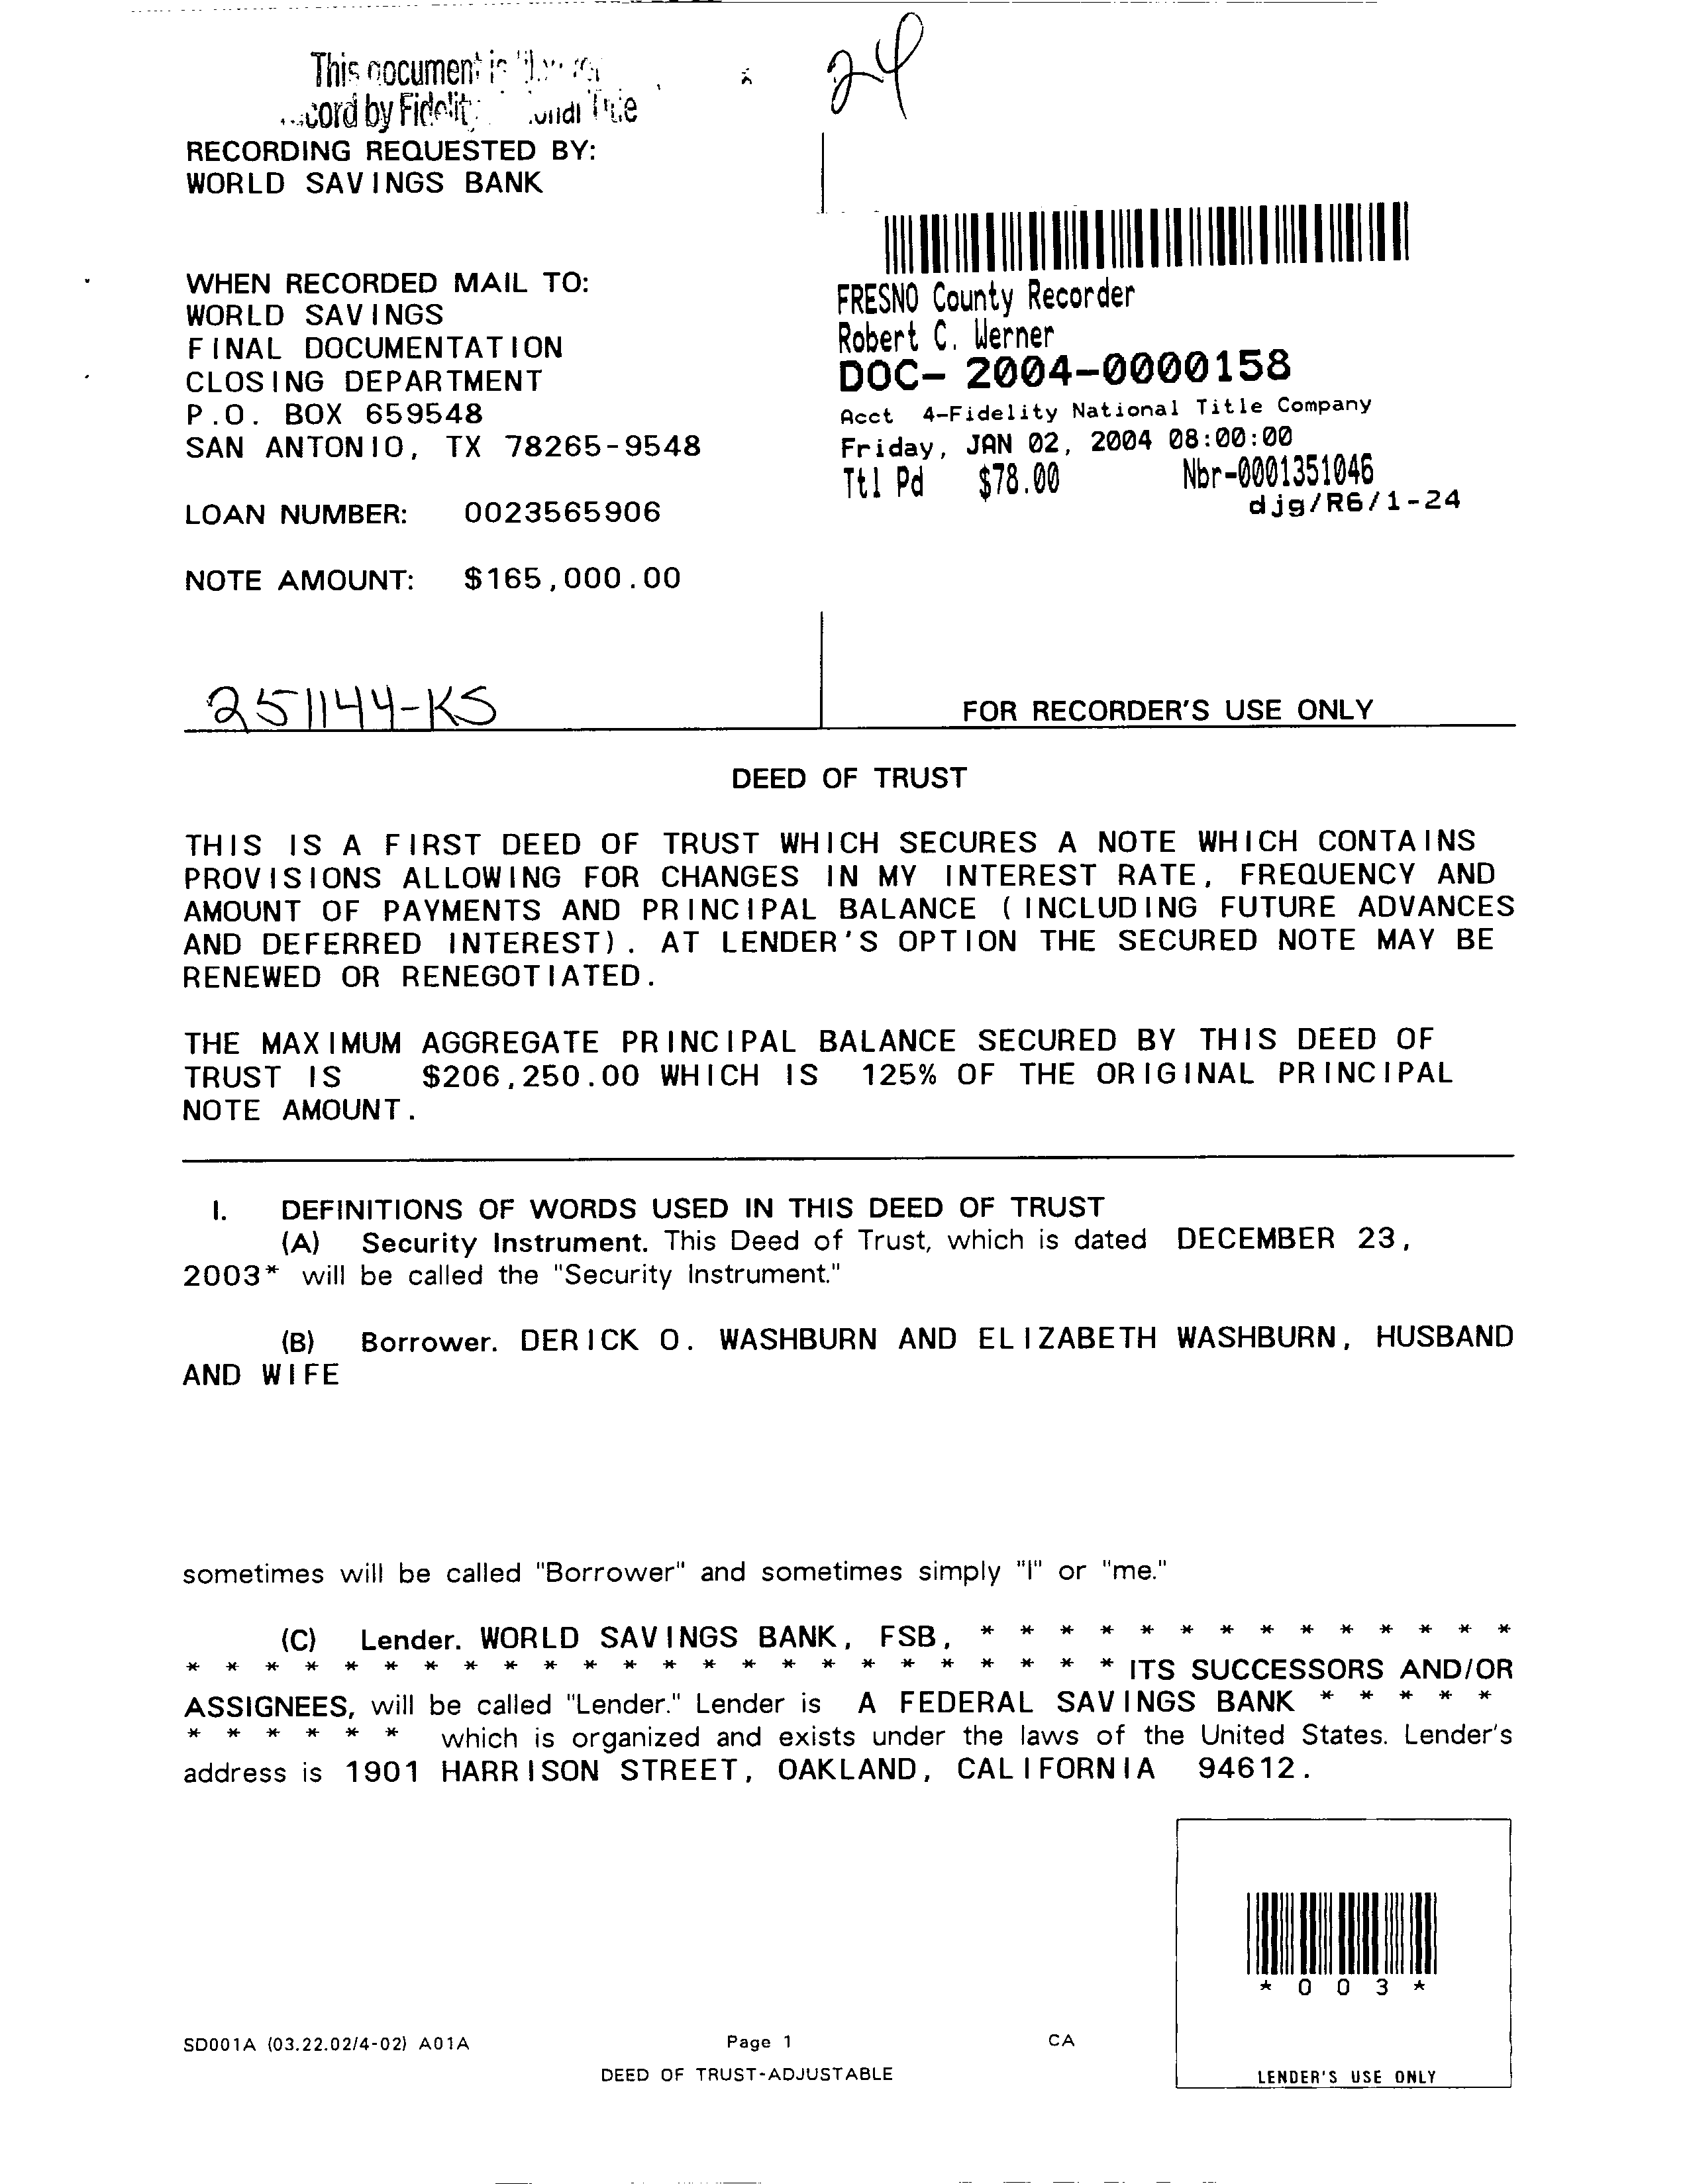 This document is
cord by
24
RECORDING REQUESTED BY:
WORLD SAVINGS BANK
WHEN RECORDED MAIL TO:
WORLD SAVINGS
FINAL DOCUMENTATION
CLOSING DEPARTMENT
P.O. BOX 659548
SAN ANTONIO, TX 78265-9548
LOAN NUMBER: 0023565906
NOTE AMOUNT: $165,000.00
251144-KS
FRESNO County Recorder
Robert C. Werner
DOC- 2004-0000158
Acct 4-Fidelity National Title Company
Friday, JAN 02, 2004 08:00:00
Ttl Pd $78.00 Nbr-0001351046
djg/R6/1-24
FOR RECORDER'S USE ONLY
DEED OF TRUST
THIS IS A FIRST DEED OF TRUST WHICH SECURES A NOTE WHICH CONTAINS
PROVISIONS ALLOWING FOR CHANGES IN MY INTEREST RATE, FREQUENCY AND
AMOUNT OF PAYMENTS AND PRINCIPAL BALANCE (INCLUDING FUTURE ADVANCES
AND DEFERRED INTEREST). AT LENDER'S OPTION THE SECURED NOTE MAY BE
RENEWED OR RENEGOTIATED.
THE MAXIMUM AGGREGATE PRINCIPAL BALANCE SECURED BY THIS DEED OF
TRUST IS $206,250.00 WHICH IS 125% OF THE ORIGINAL PRINCIPAL
NOTE AMOUNT.
I. DEFINITIONS OF WORDS USED IN THIS DEED OF TRUST
(A) Security Instrument. This Deed of Trust, which is dated DECEMBER 23,
2003* will be called the "Security Instrument."
(B) Borrower. DERICK O. WASHBURN AND ELIZABETH WASHBURN, HUSBAND
AND WIFE
sometimes will be called "Borrower" and sometimes simply "I" or "me."
(C) Lender. WORLD SAVINGS BANK, FSB, * * * * * * * * * * * * * *
* * * * * * * * * * * * * * * * * * * * * * * * ITS SUCCESSORS AND/OR
ASSIGNEES, will be called "Lender." Lender is A FEDERAL SAVINGS BANK * * * * *
* * * * * * which is organized and exists under the laws of the United States. Lender's
address is 1901 HARRISON STREET, OAKLAND, CALIFORNIA 94612.
* 0 0 3 *
LENDER'S USE ONLY
SD001A (03.22.02/4-02) A01A Page 1 CA
DEED OF TRUST-ADJUSTABLE